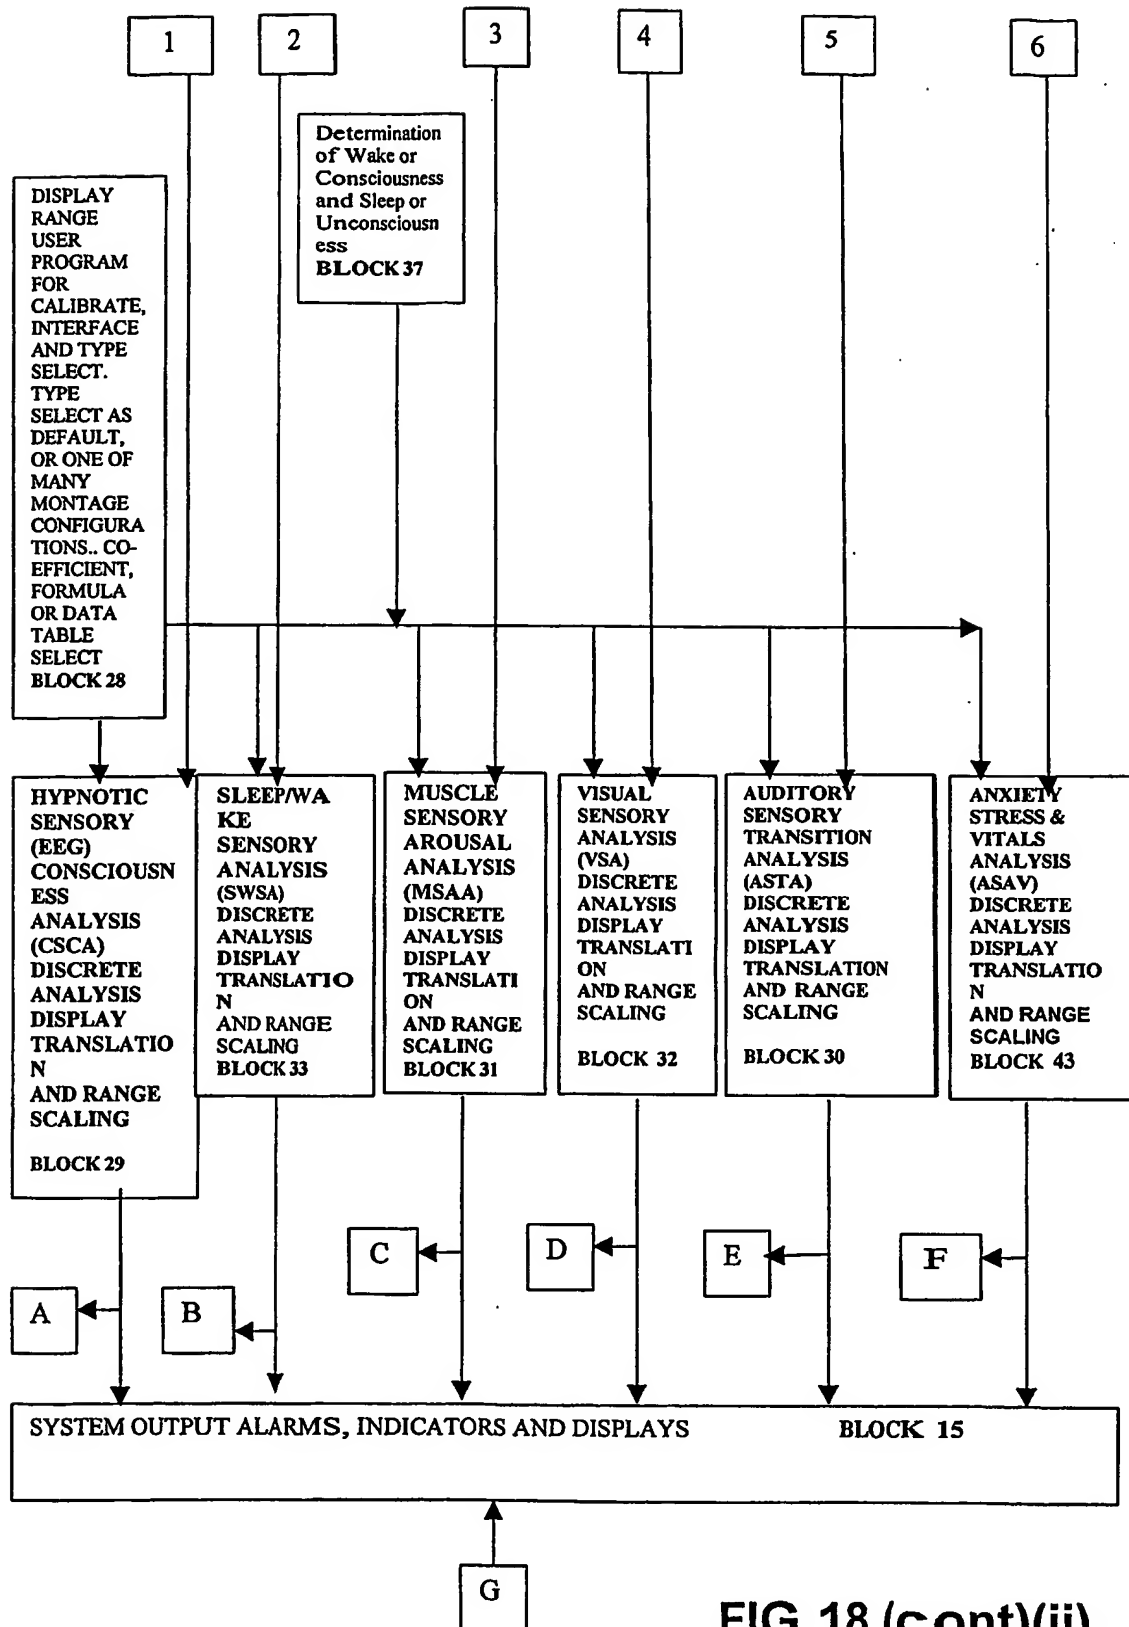 1
2
3
4
5
6
Determination
of Wake or
Consciousness
and Sleep or
Unconsciousn
ess
BLOCK 37
DISPLAY
RANGE
USER
PROGRAM
FOR
CALIBRATE,
INTERFACE
AND TYPE
SELECT.
TYPE
SELECT AS
DEFAULT,
OR ONE OF
MANY
MONTAGE
CONFIGURA
TIONS.. CO-
EFFICIENT,
FORMULA
OR DATA
TABLE
SELECT
BLOCK 28
HYPNOTIC
SENSORY
(EEG)
CONSCIOUSN
ESS
ANALYSIS
(CSCA)
DISCRETE
ANALYSIS
DISPLAY
TRANSLATIO
N
AND RANGE
SCALING
BLOCK 29
SLEEP/WA
KE
SENSORY
ANALYSIS
(SWSA)
DISCRETE
ANALYSIS
DISPLAY
TRANSLATIO
N
AND RANGE
SCALING
BLOCK 33
MUSCLE
SENSORY
AROUSAL
ANALYSIS
(MSAA)
DISCRETE
ANALYSIS
DISPLAY
TRANSLATI
ON
AND RANGE
SCALING
BLOCK 31
VISUAL
SENSORY
ANALYSIS
(VSA)
DISCRETE
ANALYSIS
DISPLAY
TRANSLATI
ON
AND RANGE
SCALING
BLOCK 32
AUDITORY
SENSORY
TRANSITION
ANALYSIS
(ASTA)
DISCRETE
ANALYSIS
DISPLAY
TRANSLATION
AND RANGE
SCALING
BLOCK 30
ANXIETY
STRESS &
VITALS
ANALYSIS
(ASAV)
DISCRETE
ANALYSIS
DISPLAY
TRANSLATIO
N
AND RANGE
SCALING
BLOCK 43
A
B
C
D
E
F
SYSTEM OUTPUT ALARMS, INDICATORS AND DISPLAYS BLOCK 15
G
FIG 18 (cont)(ii)